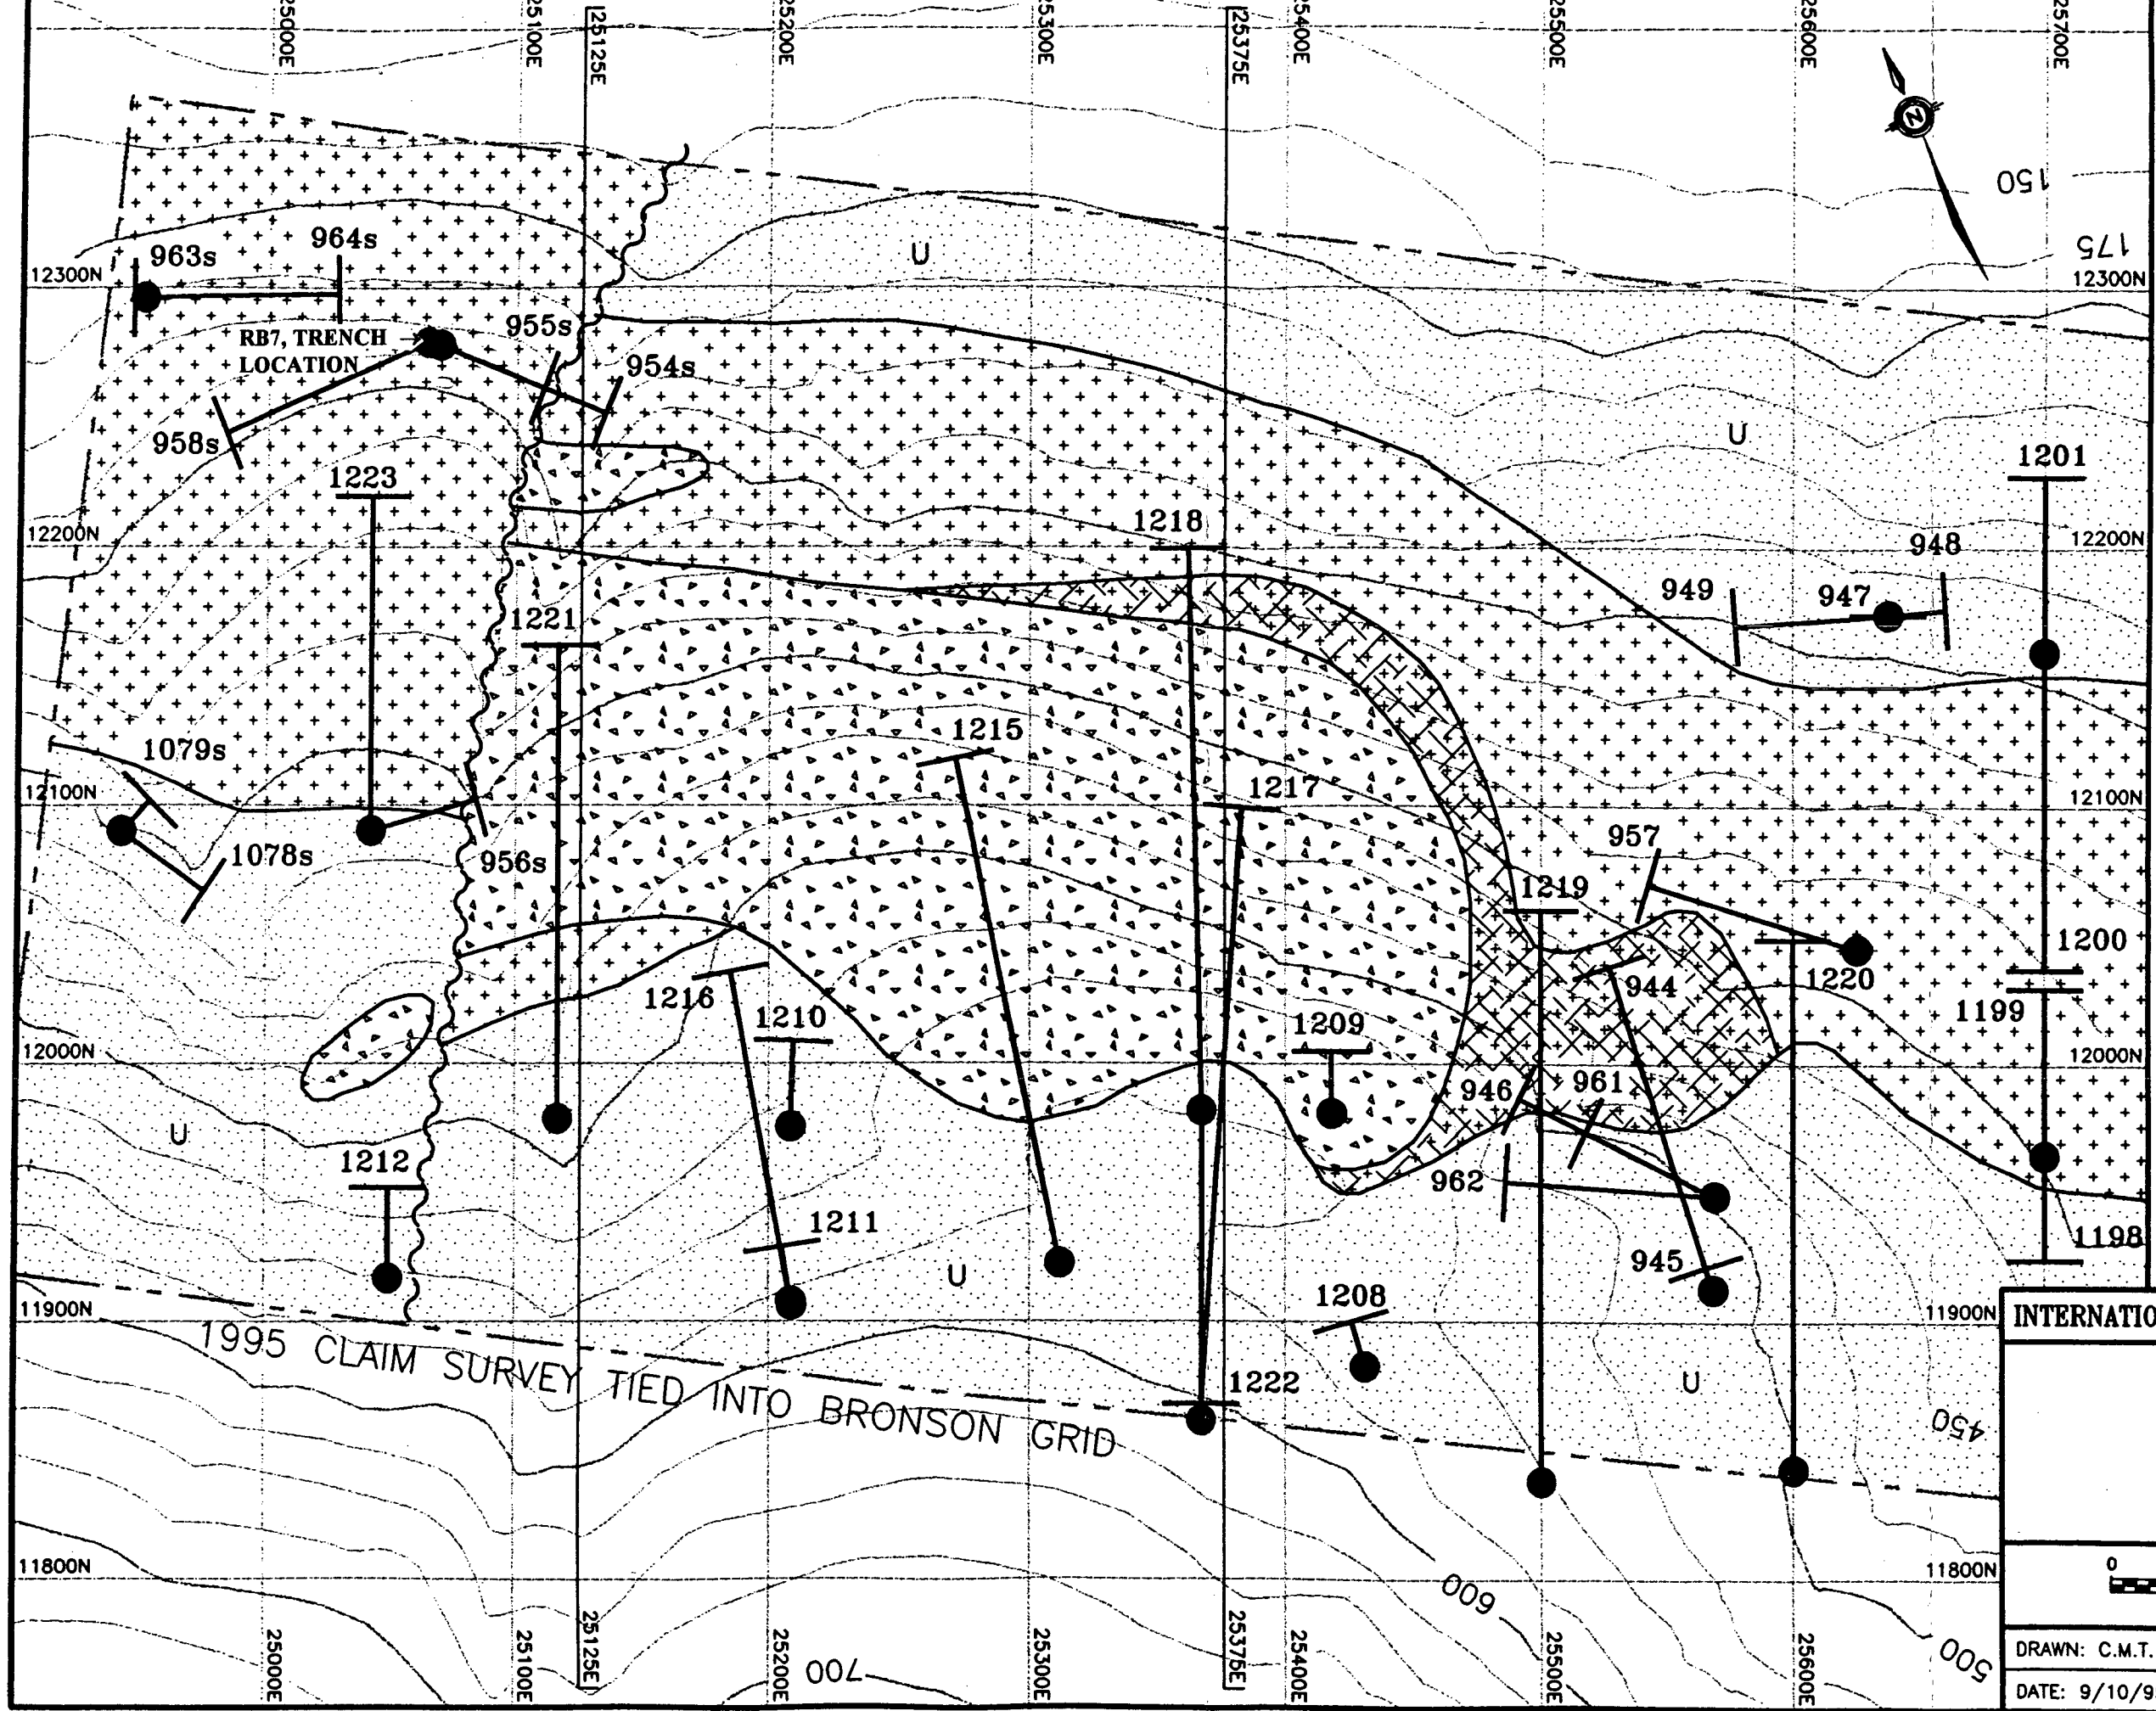 25000E
25100E
25125E
25200E
25300E
25375E
25400E
25500E
25600E
25700E
N
150
175
U
963s
964s
12300N
12300N
RB7, TRENCH
LOCATION
955s
954s
958s
U
1223
1201
12200N
1218
12200N
948
949
947
1221
1079s
1215
12100N
1217
12100N
1078s
956s
957
1219
1200
1216
1220
944
1210
1209
1199
12000N
12000N
946
961
U
1212
962
1211
1198
945
U
11900N
1208
11900N
INTERNATIO
1995 CLAIM SURVEY TIED INTO BRONSON GRID
1222
U
450
11800N
11800N
0
600
25000E
25100E
25125E
25200E
700
25300E
25375E
25400E
25500E
25600E
500
DRAWN: C.M.T.
DATE: 9/10/9